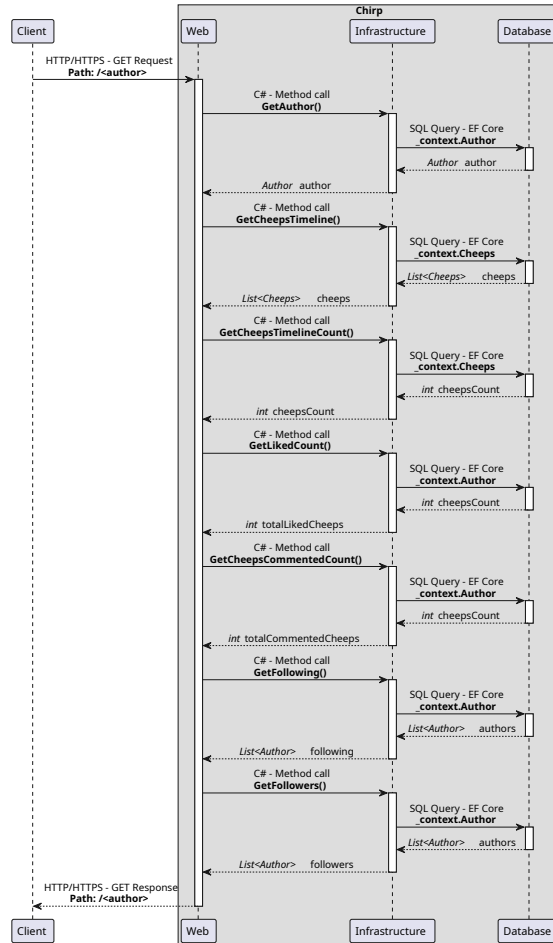 Chirp
Client Web Infrastructure Database
HTTP/HTTPS - GET Request
Path: /<author>
C# - Method call
GetAuthor()
SQL Query - EF Core
_context.Author
Author author
Author author
C# - Method call
GetCheepsTimeline()
SQL Query - EF Core
_context.Cheeps
List<Cheeps> cheeps
List<Cheeps> cheeps
C# - Method call
GetCheepsTimelineCount()
SQL Query - EF Core
_context.Cheeps
int cheepsCount
int cheepsCount
C# - Method call
GetLikedCount()
SQL Query - EF Core
_context.Author
int cheepsCount
int totalLikedCheeps
C# - Method call
GetCheepsCommentedCount()
SQL Query - EF Core
_context.Author
int cheepsCount
int totalCommentedCheeps
C# - Method call
GetFollowing()
SQL Query - EF Core
_context.Author
List<Author> authors
List<Author> following
C# - Method call
GetFollowers()
SQL Query - EF Core
_context.Author
List<Author> authors
List<Author> followers
HTTP/HTTPS - GET Response
Path: /<author>
Client Web Infrastructure Database